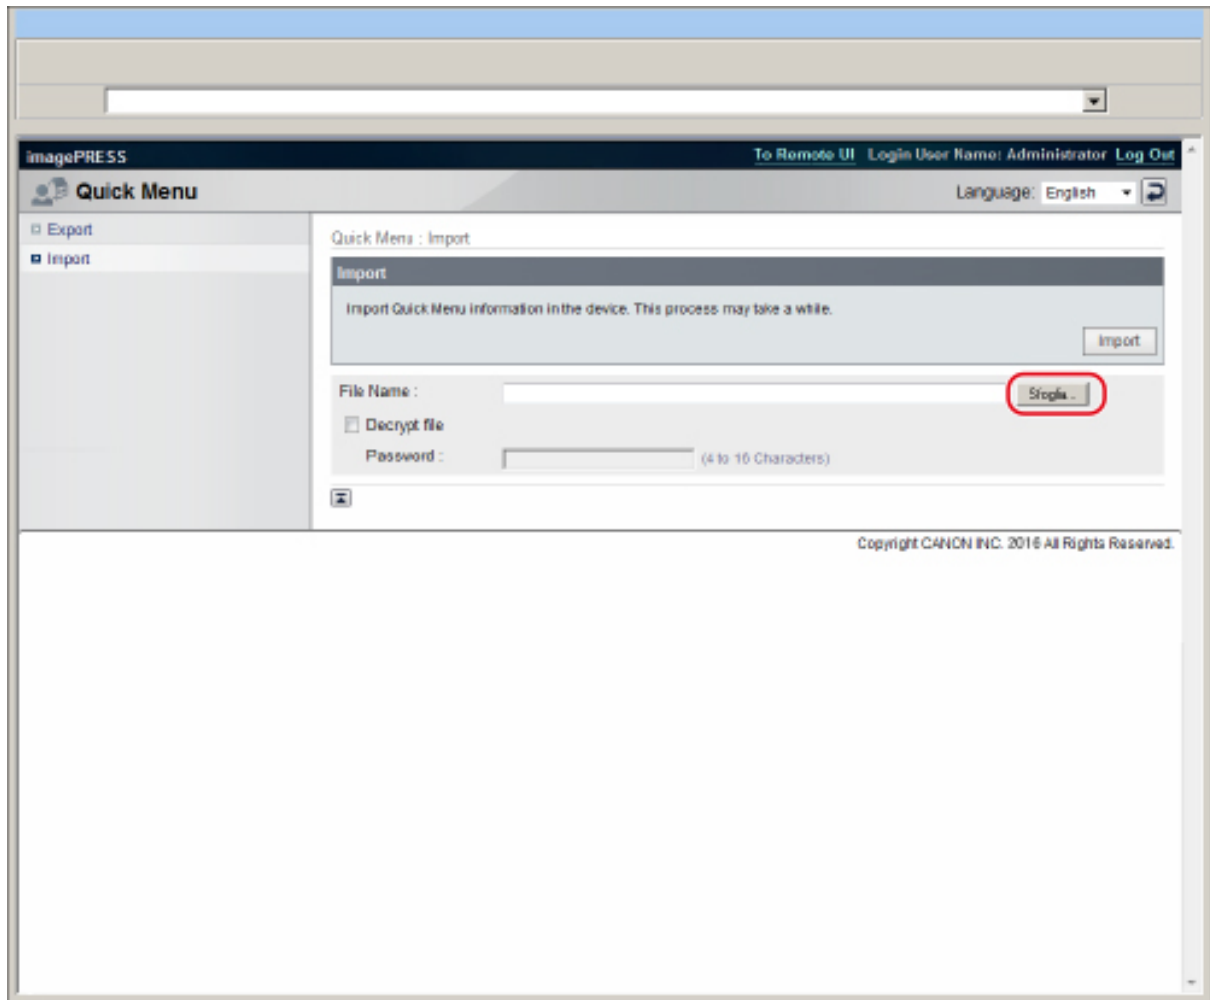 imagePRESS To Remote UI Login User Name: Administrator Log Out
Quick Menu Language: English
Export
Import
Quick Menu : Import
Import
Import Quick Menu information in the device. This process may take a while.
Import
File Name : Sfoglia...
Decrypt file
Password : (4 to 16 Characters)
Copyright CANON INC. 2016 All Rights Reserved.